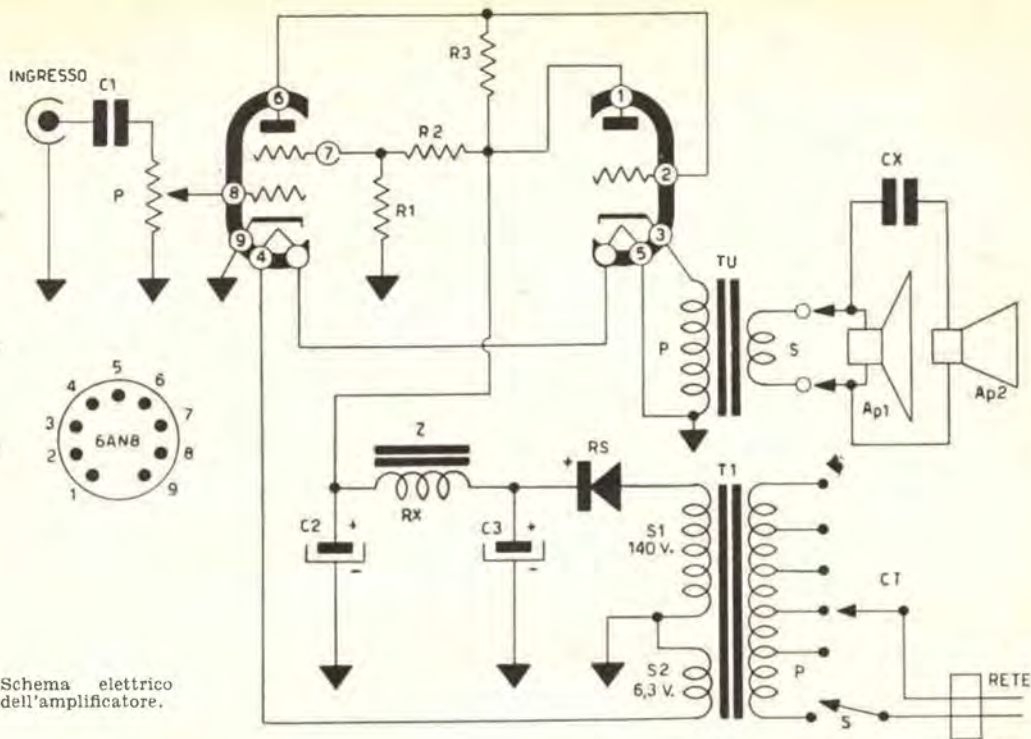 INGRESSO
C1
P
6
7
8
9
4
R3
R2
R1
1
2
3
5
TU
P
S
CX
Ap1
Ap2
5
4
6
3
7
2
8
1
9
6AN8
Z
RX
C2
+
-
C3
+
-
+
RS
T1
S1
140 V.
S2
6,3 V.
P
CT
S
RETE
Schema elettrico
dell'amplificatore.